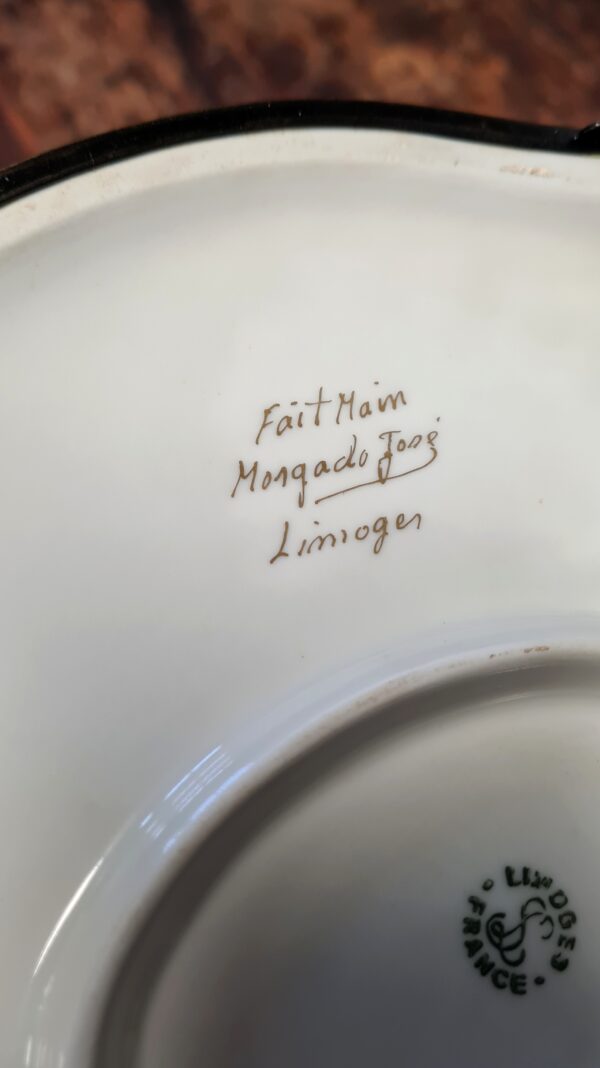 Fait Main
Morgado José
Limoges
LIMOGES
FRANCE